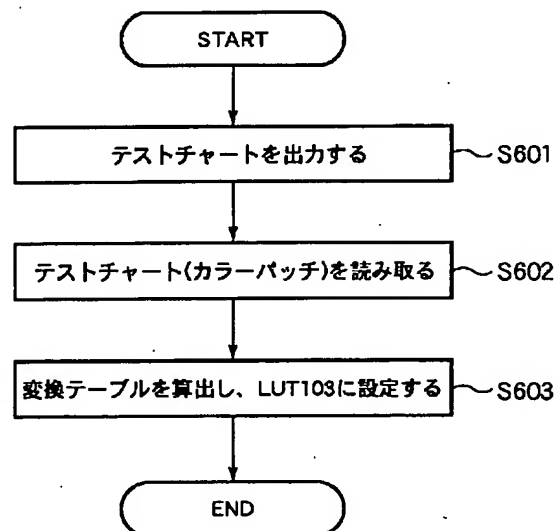 START
テストチャートを出力する
S601
テストチャート(カラーパッチ)を読み取る
S602
変換テーブルを算出し、LUT103に設定する
S603
END